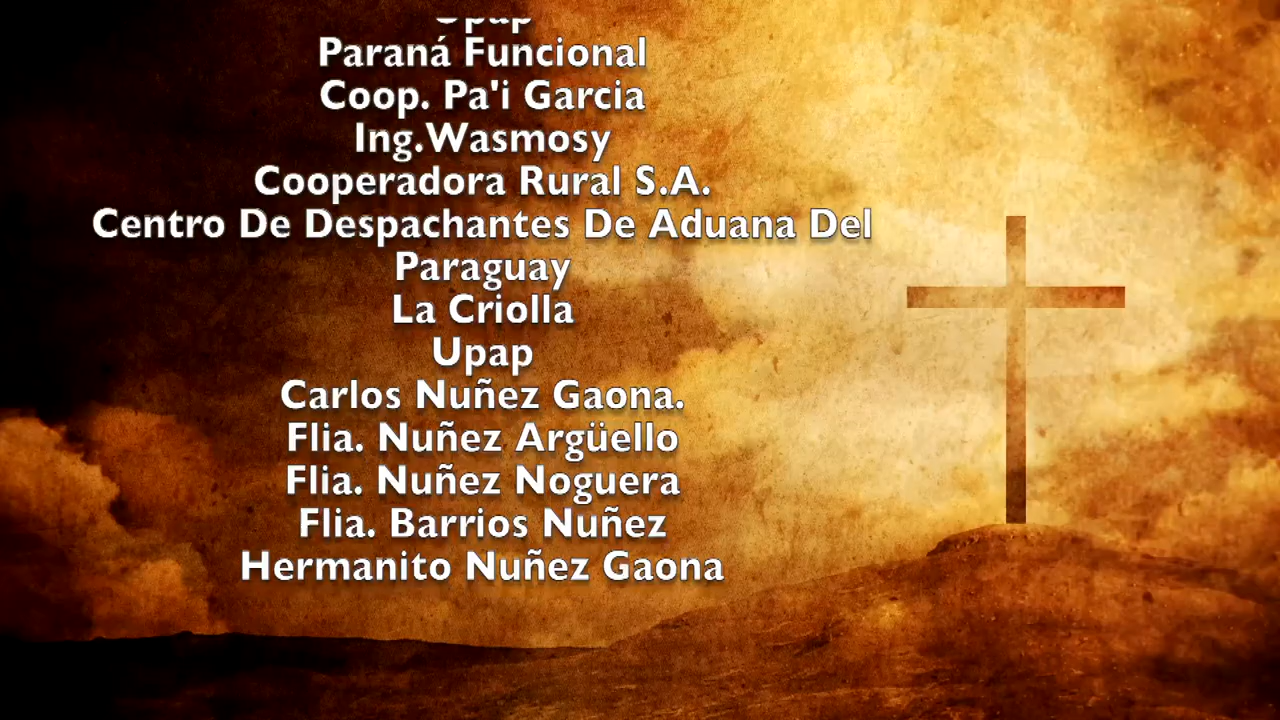 Paraná Funcional
Coop. Pa'i Garcia
Ing.Wasmosy
Cooperadora Rural S.A.
Centro De Despachantes De Aduana Del
Paraguay
La Criolla
Upap
Carlos Nuñez Gaona.
Flia. Nuñez Argüello
Flia. Nuñez Noguera
Flia. Barrios Nuñez
Hermanito Nuñez Gaona